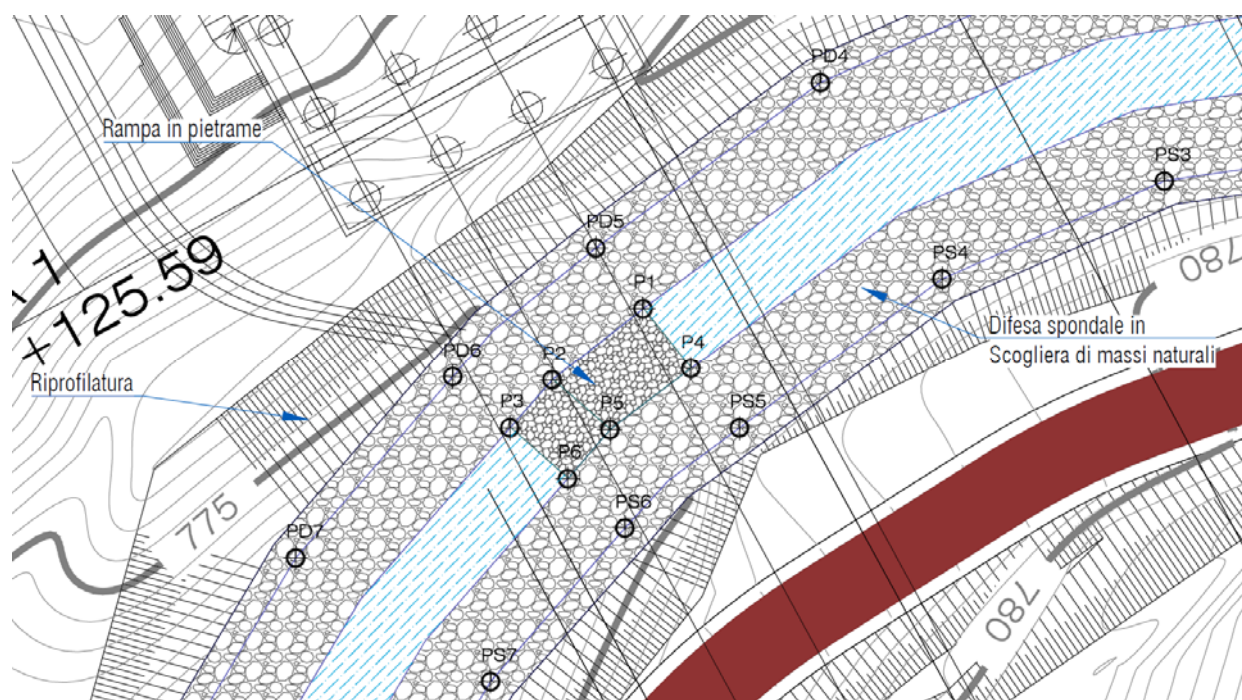 PD4
Rampa in pietrame
PS3
PD5
1
+125.59
PS4
780
P1
Difesa spondale in
Scogliera di massi naturali
PD6
P2
P4
Riprofilatura
P3
P5
PS5
P6
775
PS6
PD7
780
PS7